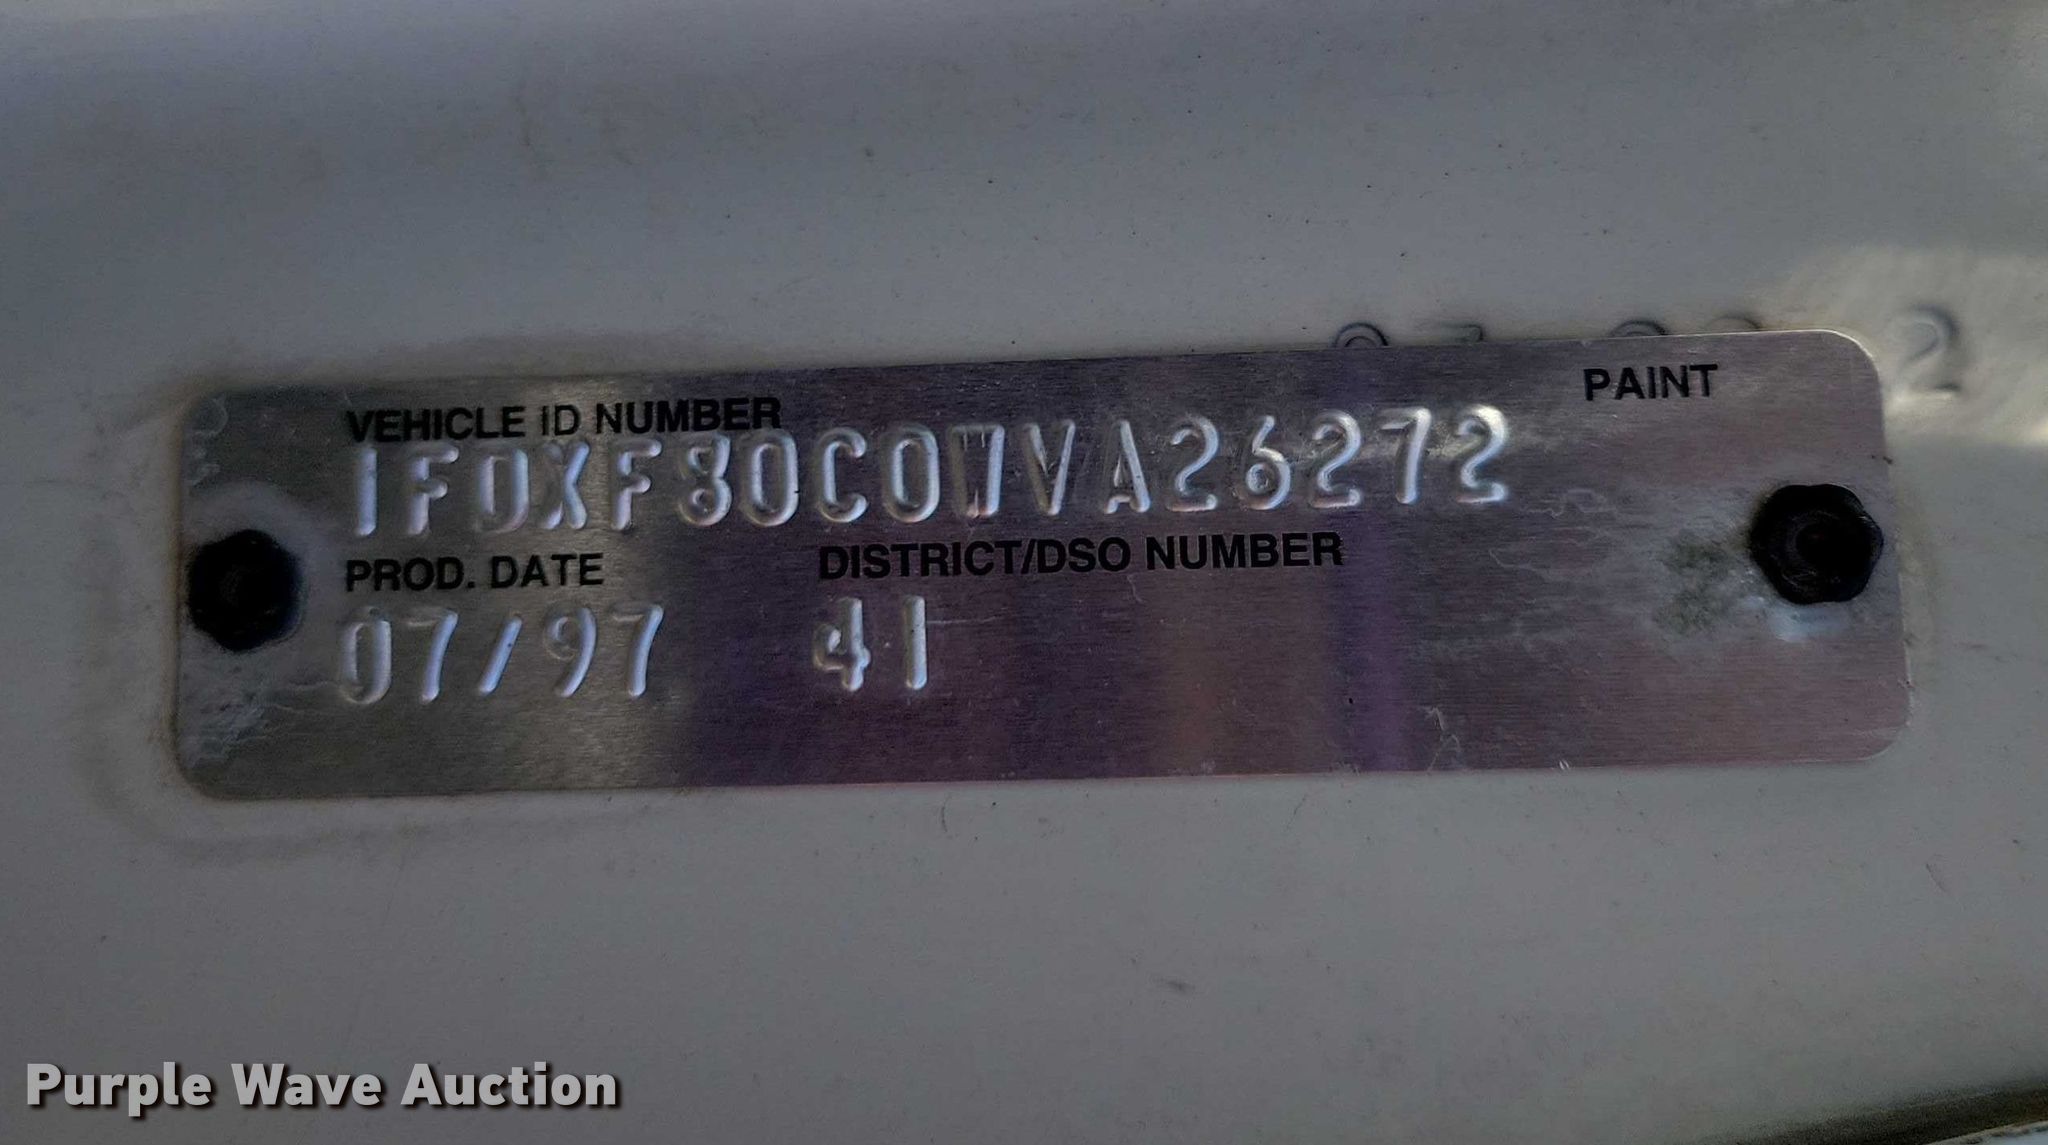 VEHICLE ID NUMBER PAINT
1FDXF80C0WVA26272
PROD. DATE DISTRICT/DSO NUMBER
07/97 41
Purple Wave Auction